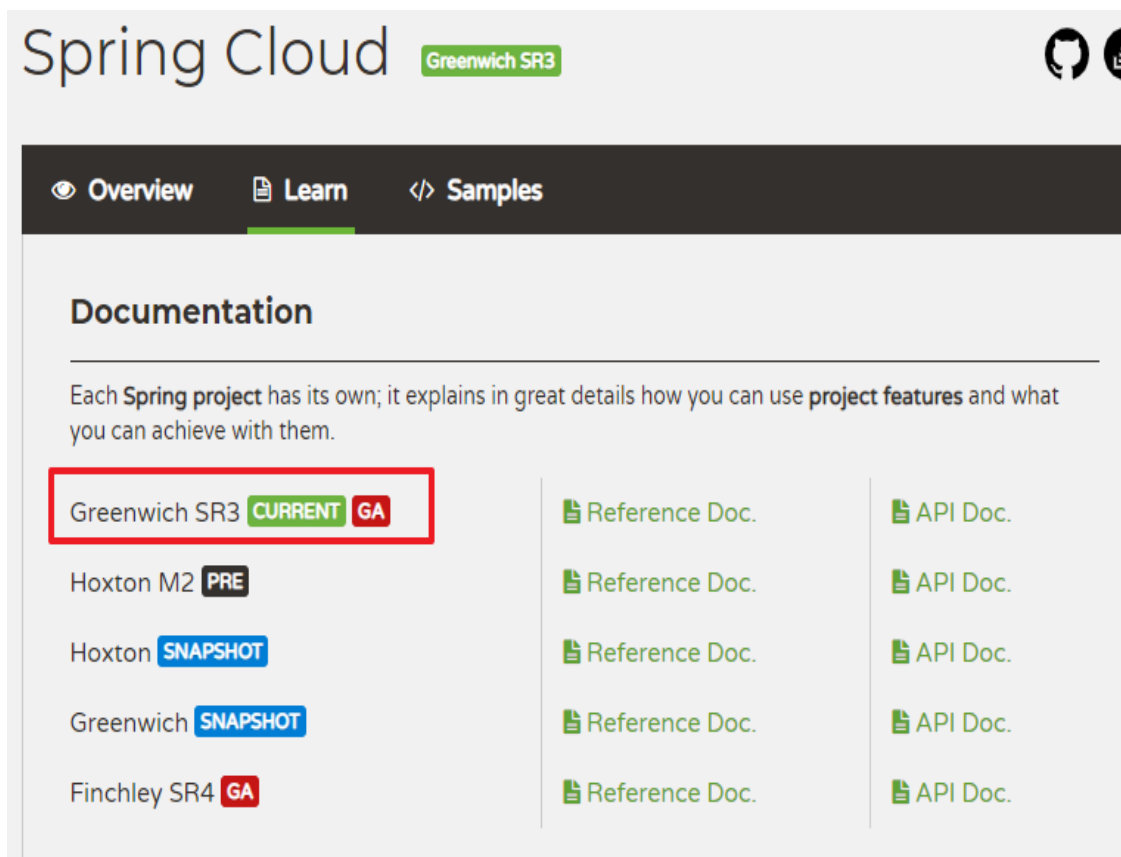 Spring Cloud Greenwich SR3
Overview Learn </> Samples
Documentation
Each Spring project has its own; it explains in great details how you can use project features and what
you can achieve with them.
Greenwich SR3 CURRENT GA Reference Doc. API Doc.
Hoxton M2 PRE Reference Doc. API Doc.
Hoxton SNAPSHOT Reference Doc. API Doc.
Greenwich SNAPSHOT Reference Doc. API Doc.
Finchley SR4 GA Reference Doc. API Doc.